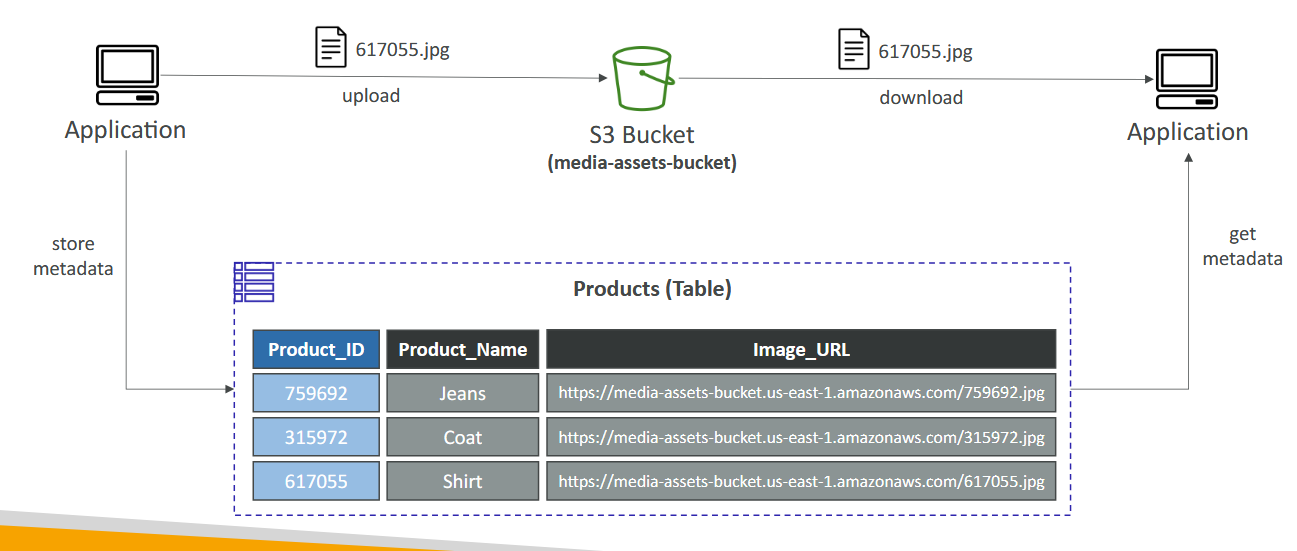 617055.jpg
upload
617055.jpg
download
Application
S3 Bucket
(media-assets-bucket)
Application
store
metadata
get
metadata
Products (Table)
Product_ID Product_Name Image_URL
759692 Jeans https://media-assets-bucket.us-east-1.amazonaws.com/759692.jpg
315972 Coat https://media-assets-bucket.us-east-1.amazonaws.com/315972.jpg
617055 Shirt https://media-assets-bucket.us-east-1.amazonaws.com/617055.jpg